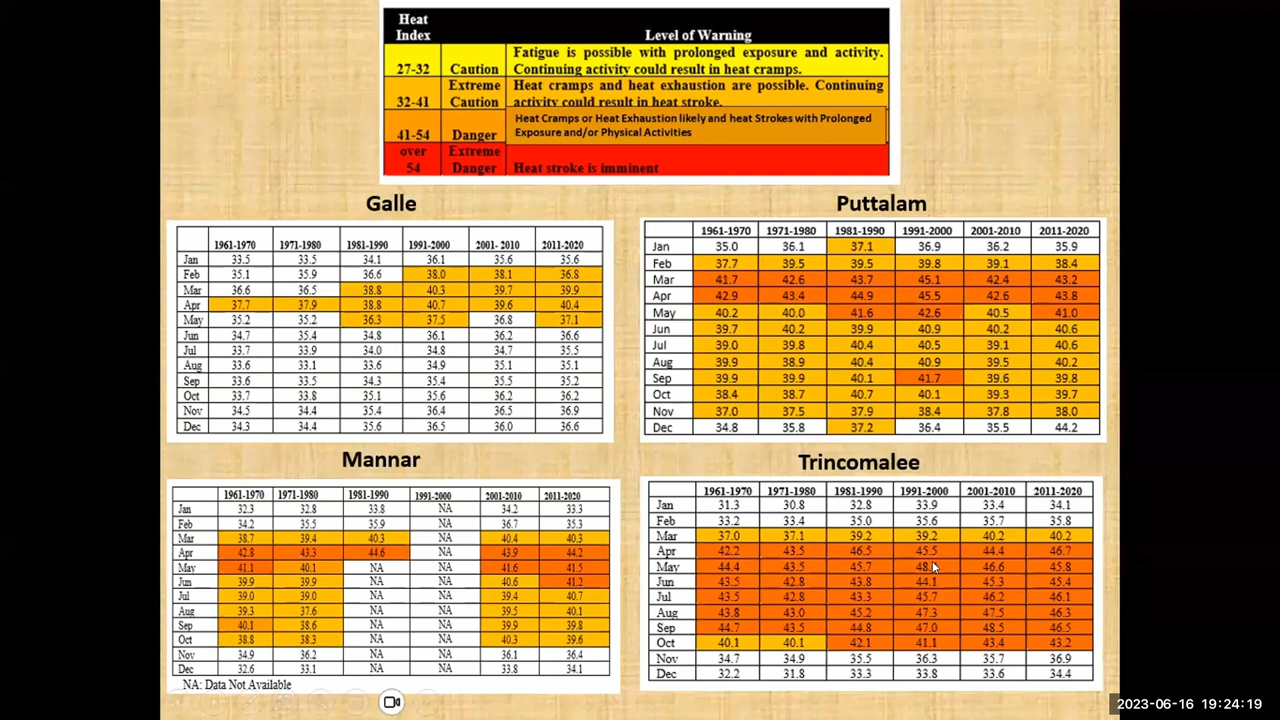 Heat Index Level of Warning
27-32 Caution Fatigue is possible with prolonged exposure and activity. Continuing activity could result in heat cramps.
32-41 Extreme Caution Heat cramps and heat exhaustion are possible. Continuing activity could result in heat stroke.
41-54 Danger Heat Cramps or Heat Exhaustion likely and heat Strokes with Prolonged Exposure and/or Physical Activities
over 54 Extreme Danger Heat stroke is imminent
Galle
1961-1970 1971-1980 1981-1990 1991-2000 2001- 2010 2011-2020
Jan 33.5 33.5 34.1 36.1 35.6 35.6
Feb 35.1 35.9 36.6 38.0 38.1 36.8
Mar 36.6 36.5 38.8 40.3 39.7 39.9
Apr 37.7 37.9 38.8 40.7 39.6 40.4
May 35.2 35.2 36.3 37.5 36.8 37.1
Jun 34.7 35.4 34.8 36.1 36.2 36.6
Jul 33.7 33.9 34.0 34.8 34.7 35.5
Aug 33.6 33.1 33.6 34.9 35.1 35.1
Sep 33.6 33.5 34.3 35.4 35.5 35.2
Oct 33.7 33.8 35.1 35.6 36.2 36.2
Nov 34.5 34.4 35.4 36.4 36.5 36.9
Dec 34.3 34.4 35.6 36.5 36.0 36.6
Puttalam
1961-1970 1971-1980 1981-1990 1991-2000 2001-2010 2011-2020
Jan 35.0 36.1 37.1 36.9 36.2 35.9
Feb 37.7 39.5 39.5 39.8 39.1 38.4
Mar 41.7 42.6 43.7 45.1 42.4 43.2
Apr 42.9 43.4 44.9 45.5 42.6 43.8
May 40.2 40.0 41.6 42.6 40.5 41.0
Jun 39.7 40.2 39.9 40.9 40.2 40.6
Jul 39.0 39.8 40.4 40.5 39.1 40.6
Aug 39.9 38.9 40.4 40.9 39.5 40.2
Sep 39.9 39.9 40.1 41.7 39.6 39.8
Oct 38.4 38.7 40.7 40.1 39.3 39.7
Nov 37.0 37.5 37.9 38.4 37.8 38.0
Dec 34.8 35.8 37.2 36.4 35.5 44.2
Mannar
1961-1970 1971-1980 1981-1990 1991-2000 2001-2010 2011-2020
Jan 32.3 32.8 33.8 NA 34.2 33.3
Feb 34.2 35.5 35.9 NA 36.7 35.3
Mar 38.7 39.4 40.3 NA 40.4 40.3
Apr 42.8 43.3 44.6 NA 43.9 44.2
May 41.1 40.1 NA NA 41.6 41.5
Jun 39.9 39.9 NA NA 40.6 41.2
Jul 39.0 39.0 NA NA 39.4 40.7
Aug 39.3 37.6 NA NA 39.5 40.1
Sep 40.1 38.6 NA NA 39.9 39.8
Oct 38.8 38.3 NA NA 40.3 39.6
Nov 34.9 36.2 NA NA 36.1 36.4
Dec 32.6 33.1 NA NA 33.8 34.1
NA: Data Not Available
Trincomalee
1961-1970 1971-1980 1981-1990 1991-2000 2001-2010 2011-2020
Jan 31.3 30.8 32.8 33.9 33.4 34.1
Feb 33.2 33.4 35.0 35.6 35.7 35.8
Mar 37.0 37.1 39.2 39.2 40.2 40.2
Apr 42.2 43.5 46.5 45.5 44.4 46.7
May 44.4 43.5 45.7 46.6 45.8
Jun 43.5 42.8 43.8 44.1 45.3 45.4
Jul 43.5 42.8 43.3 45.7 46.2 46.1
Aug 43.8 43.0 45.2 47.3 47.5 46.3
Sep 44.7 43.5 44.8 47.0 48.5 46.5
Oct 40.1 40.1 42.1 41.1 43.4 43.2
Nov 34.7 34.9 35.5 36.3 35.7 36.9
Dec 32.2 31.8 33.3 33.8 33.6 34.4
2023-06-16 19:24:19